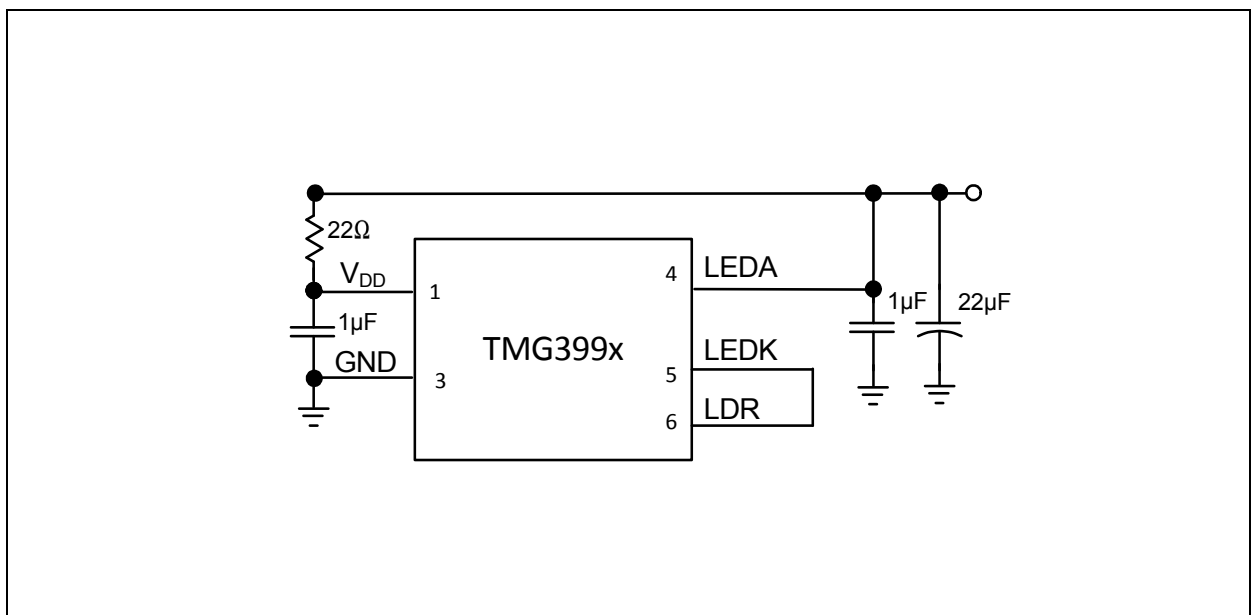 22Ω
V_DD
1
1µF
GND
3
TMG399x
4
LEDA
LEDK
5
LDR
6
1µF
22µF